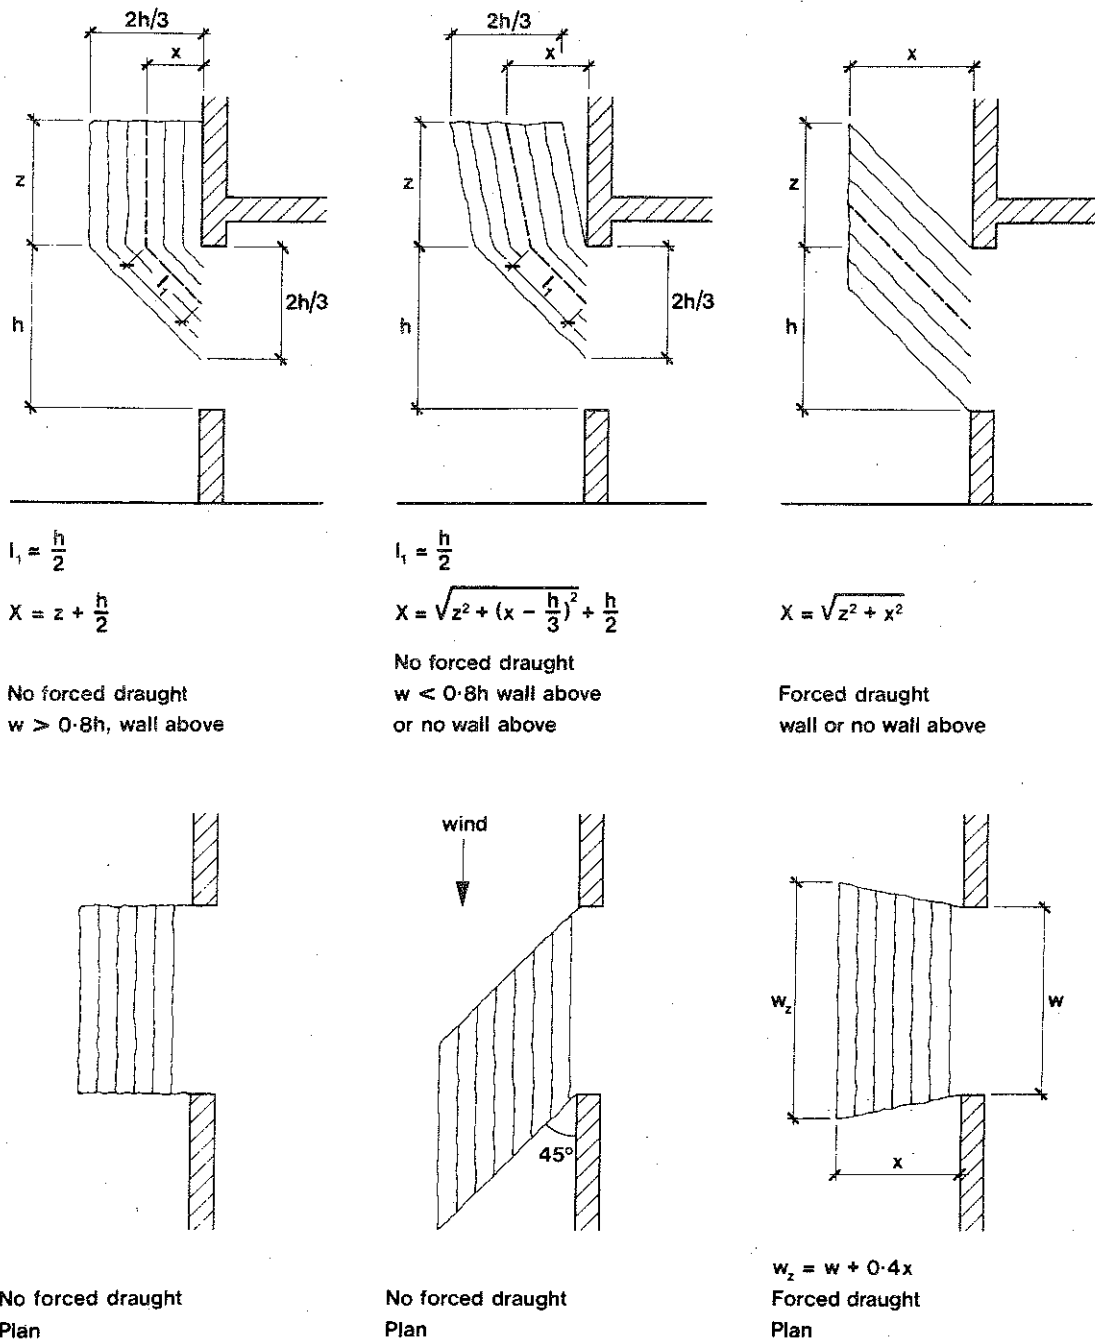 2h/3
x
z
h
l₁
2h/3
2h/3
x
z
h
l₁
2h/3
x
z
h
l₁ ≃ h/2
X = z + h/2
No forced draught
w > 0·8h, wall above
l₁ ≃ h/2
X = √(z² + (x − h/3)²) + h/2
No forced draught
w < 0·8h wall above
or no wall above
X = √(z² + x²)
Forced draught
wall or no wall above
No forced draught
Plan
wind
45°
No forced draught
Plan
w_z
w
x
w_z = w + 0·4x
Forced draught
Plan